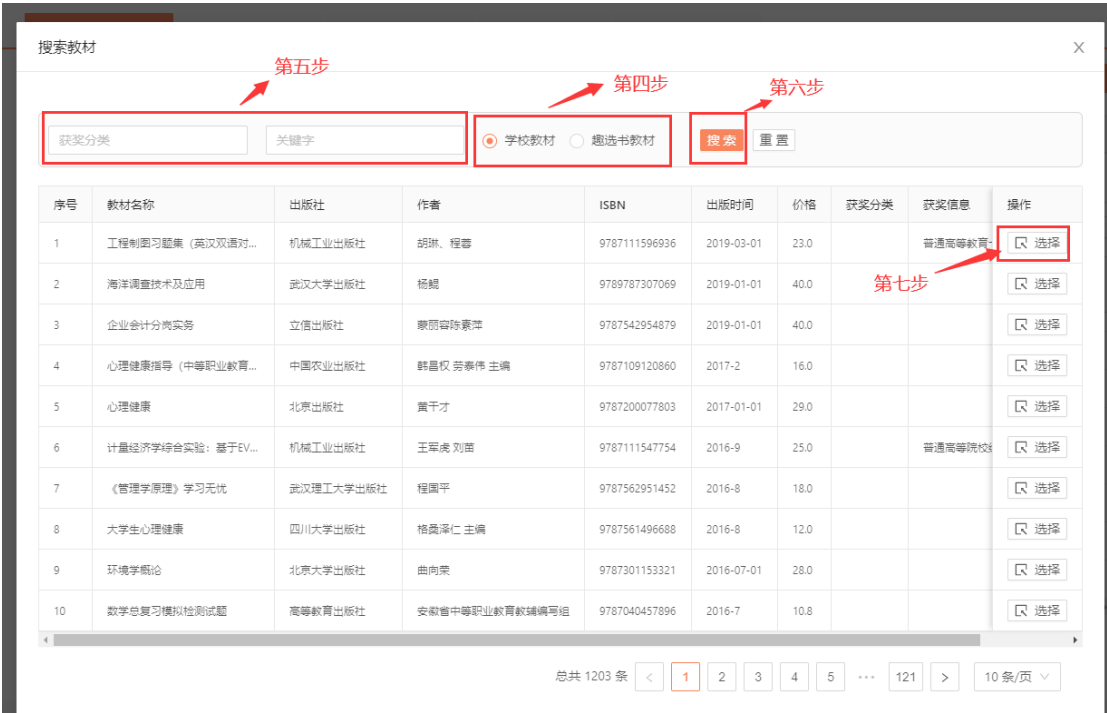 搜索教材
第五步
第四步
第六步
获奖分类 关键字 学校教材 趣选书教材 搜索 重置
序号 教材名称 出版社 作者 ISBN 出版时间 价格 获奖分类 获奖信息 操作
1 工程制图习题集（英汉双语对... 机械工业出版社 胡琳、程蓉 9787111596936 2019-03-01 23.0 普通高等教育 选择
第七步
2 海洋调查技术及应用 武汉大学出版社 杨鲲 9789787307069 2019-01-01 40.0 选择
3 企业会计分岗实务 立信出版社 蒙丽容陈素萍 9787542954879 2019-01-01 40.0 选择
4 心理健康指导（中等职业教育... 中国农业出版社 韩昌权 劳泰伟 主编 9787109120860 2017-2 16.0 选择
5 心理健康 北京出版社 黄干才 9787200077803 2017-01-01 29.0 选择
6 计量经济学综合实验：基于EV... 机械工业出版社 王军虎 刘苗 9787111547754 2016-9 25.0 普通高等院校 选择
7 《管理学原理》学习无忧 武汉理工大学出版社 程国平 9787562951452 2016-8 18.0 选择
8 大学生心理健康 四川大学出版社 格桑泽仁 主编 9787561496688 2016-8 12.0 选择
9 环境学概论 北京大学出版社 曲向荣 9787301153321 2016-07-01 28.0 选择
10 数学总复习模拟检测试题 高等教育出版社 安徽省中等职业教育教辅编写组 9787040457896 2016-7 10.8 选择
总共 1203 条 < 1 2 3 4 5 ••• 121 > 10 条/页